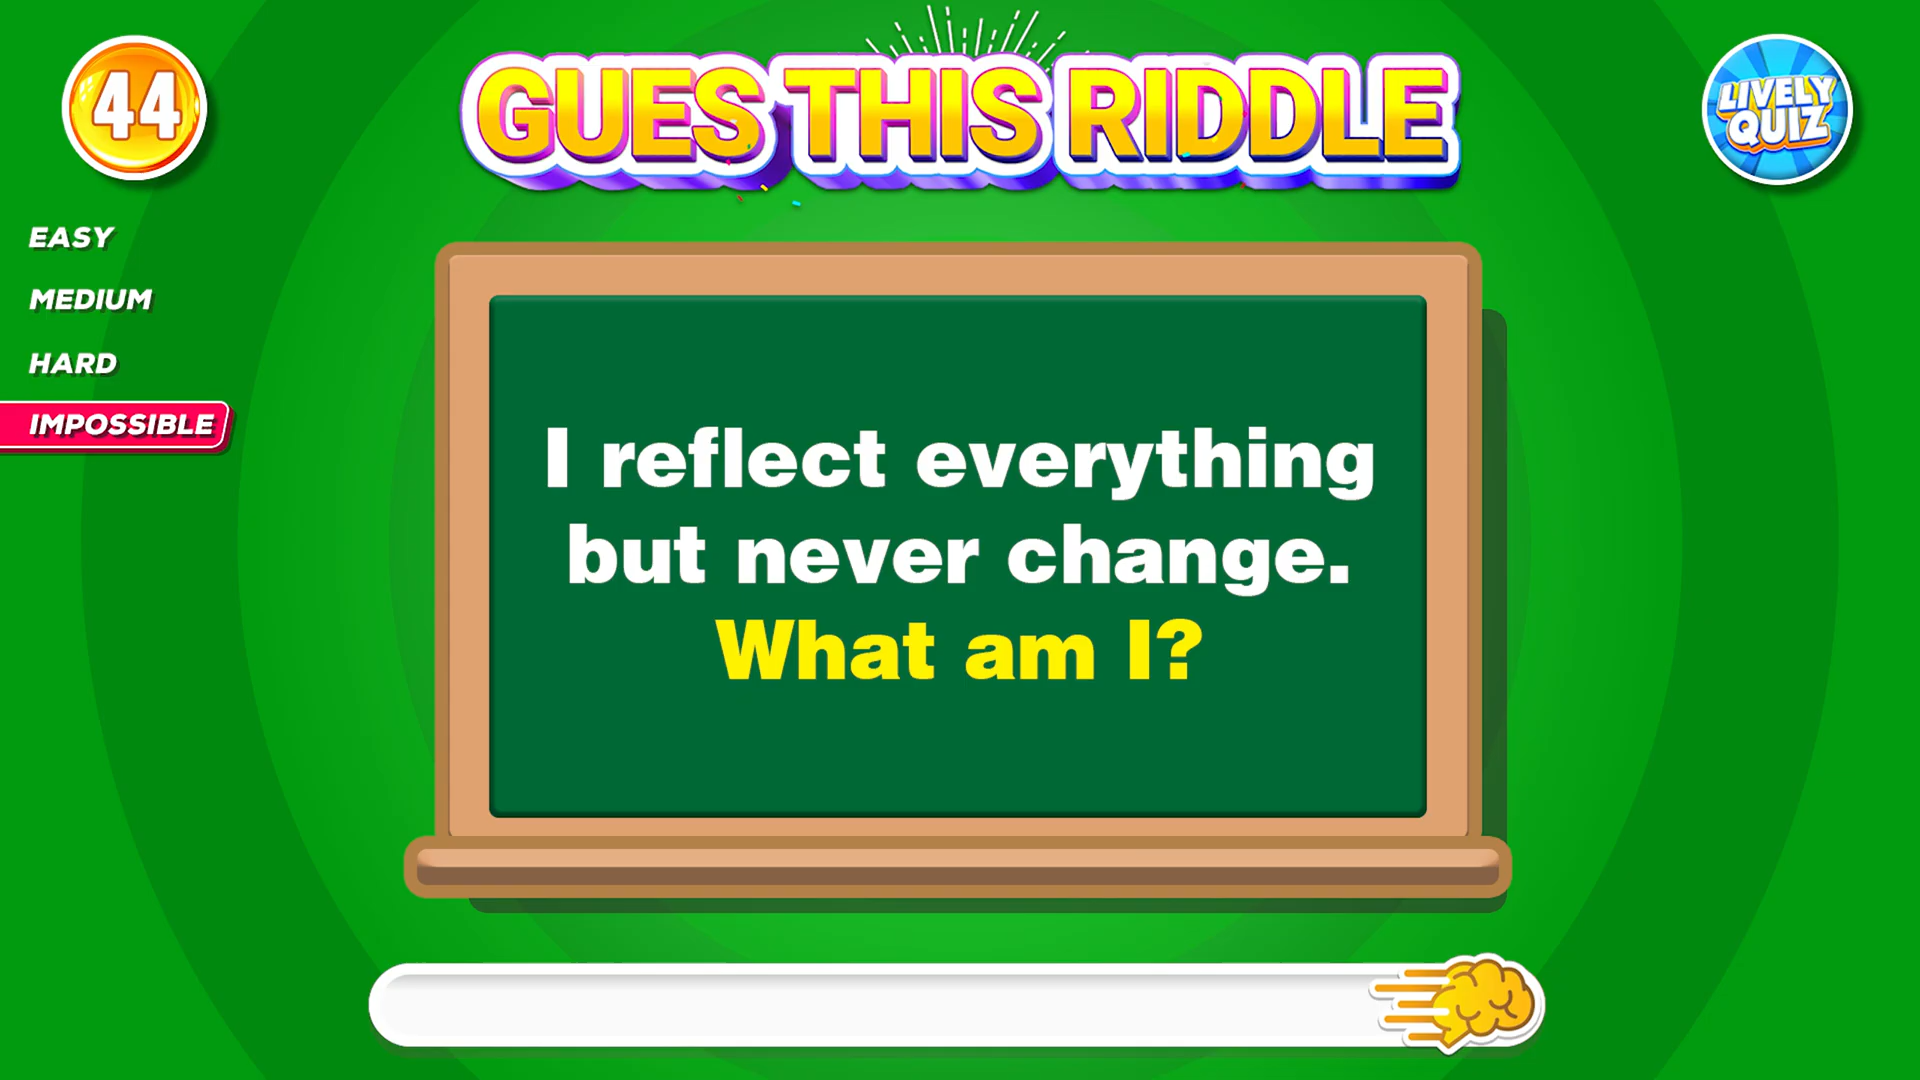 44
GUES THIS RIDDLE
LIVELY
QUIZ
EASY
MEDIUM
HARD
IMPOSSIBLE
I reflect everything
but never change.
What am I?